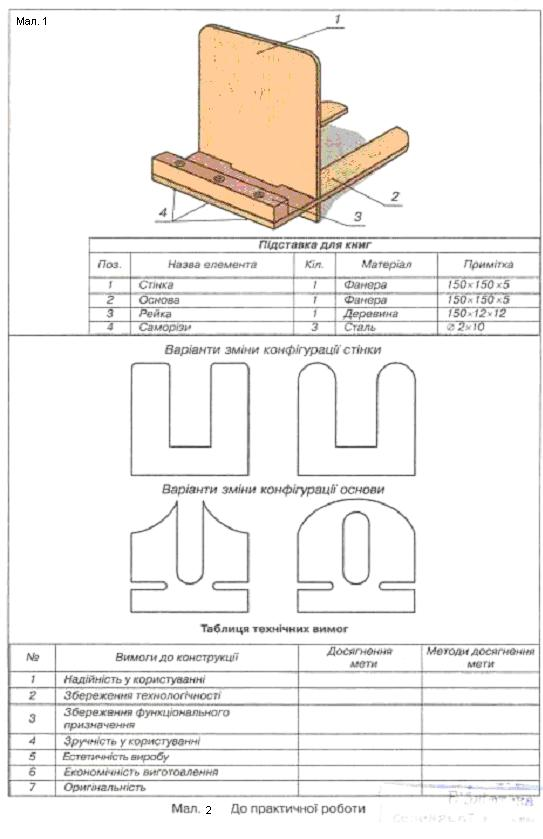 Мал. 1
1
2
3
4
Підставка для книг
Поз. Назва елемента Кіл. Матеріал Примітка
1 Стінка 1 Фанера 150×150×5
2 Основа 1 Фанера 150×150×5
3 Рейка 1 Деревина 150×12×12
4 Саморізи 3 Сталь ⌀ 2×10
Варіанти зміни конфігурації стінки
Варіанти зміни конфігурації основи
Таблиця технічних вимог
№ Вимоги до конструкції Досягнення мети Методи досягнення мети
1 Надійність у користуванні
2 Збереження технологічності
3 Збереження функціонального
призначення
4 Зручність у користуванні
5 Естетичність виробу
6 Економічність виготовлення
7 Оригінальність
Мал. 2 До практичної роботи